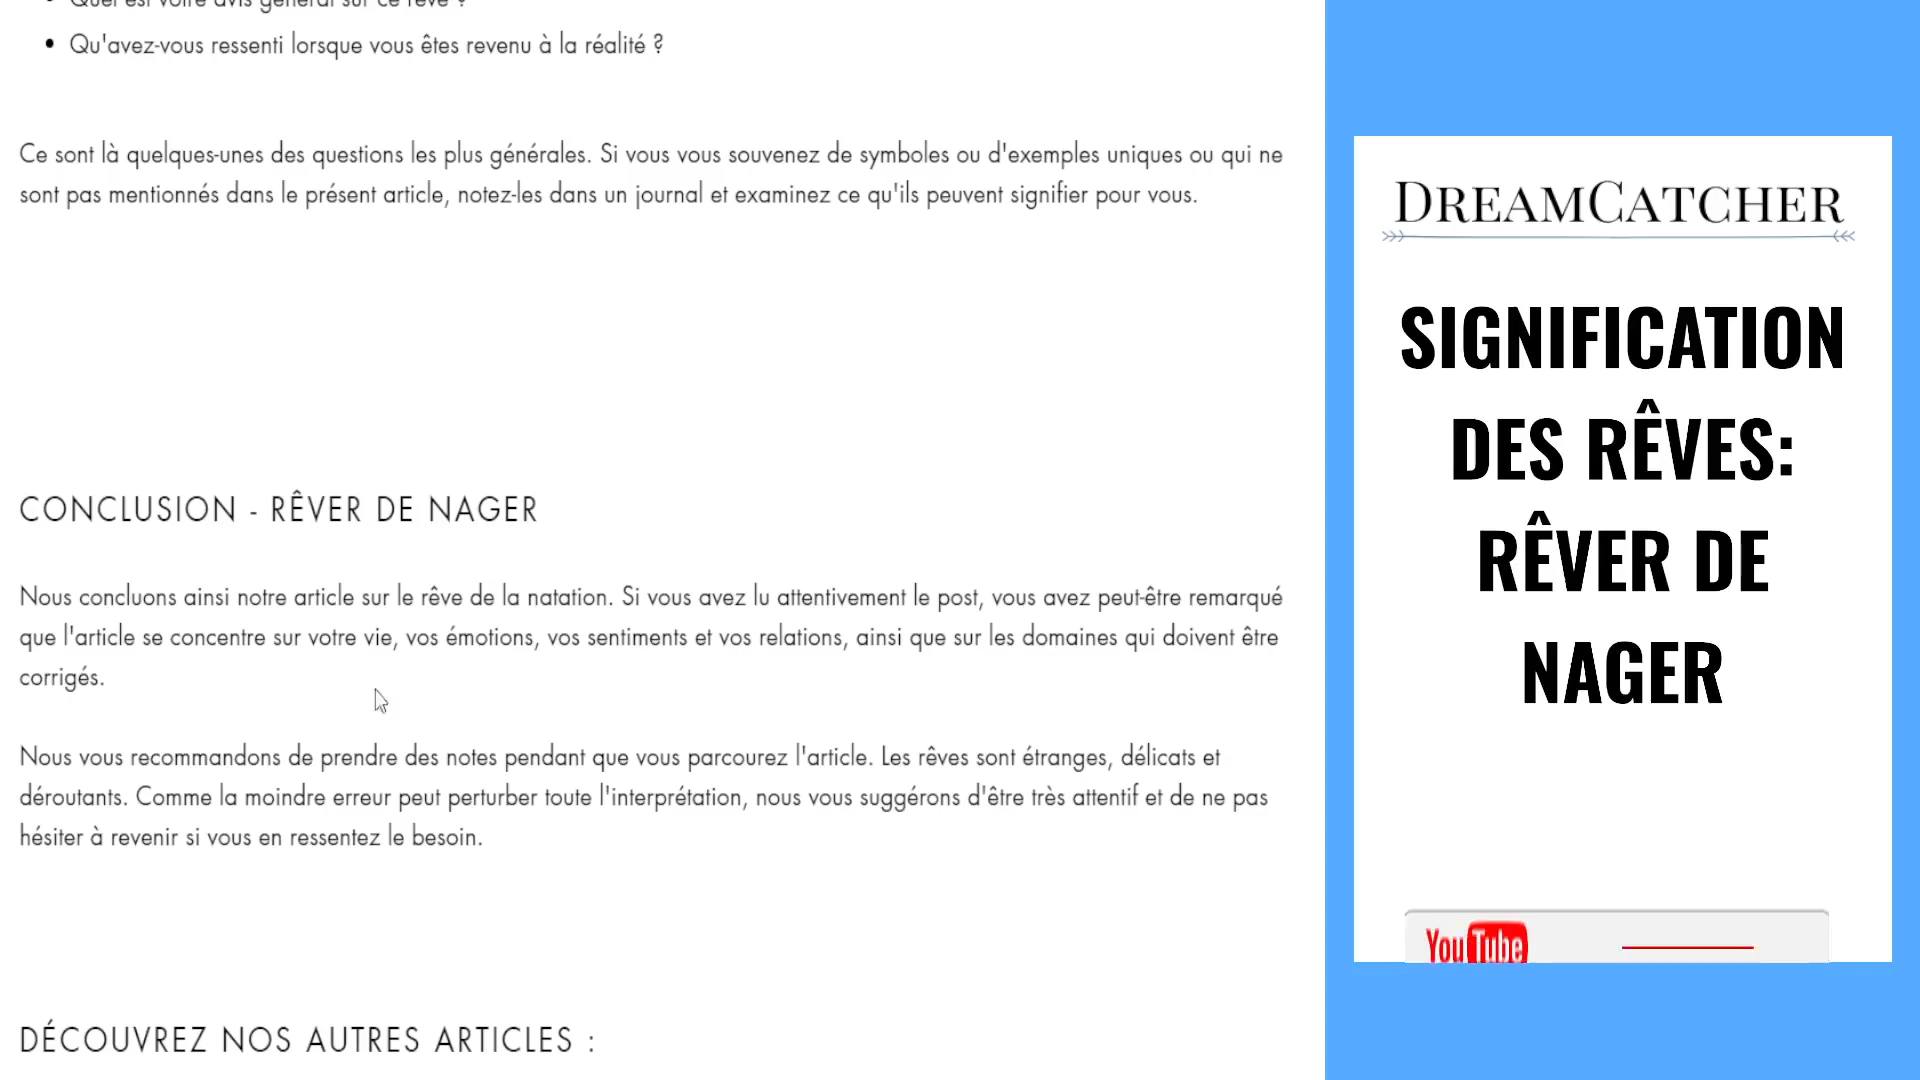 Quel est votre avis général sur ce rêve ?
Qu'avez-vous ressenti lorsque vous êtes revenu à la réalité ?
Ce sont là quelques-unes des questions les plus générales. Si vous vous souvenez de symboles ou d'exemples uniques ou qui ne
sont pas mentionnés dans le présent article, notez-les dans un journal et examinez ce qu'ils peuvent signifier pour vous.
CONCLUSION - RÊVER DE NAGER
Nous concluons ainsi notre article sur le rêve de la natation. Si vous avez lu attentivement le post, vous avez peut-être remarqué
que l'article se concentre sur votre vie, vos émotions, vos sentiments et vos relations, ainsi que sur les domaines qui doivent être
corrigés.
Nous vous recommandons de prendre des notes pendant que vous parcourez l'article. Les rêves sont étranges, délicats et
déroutants. Comme la moindre erreur peut perturber toute l'interprétation, nous vous suggérons d'être très attentif et de ne pas
hésiter à revenir si vous en ressentez le besoin.
DÉCOUVREZ NOS AUTRES ARTICLES :
DREAMCATCHER
SIGNIFICATION
DES RÊVES:
RÊVER DE
NAGER
YouTube